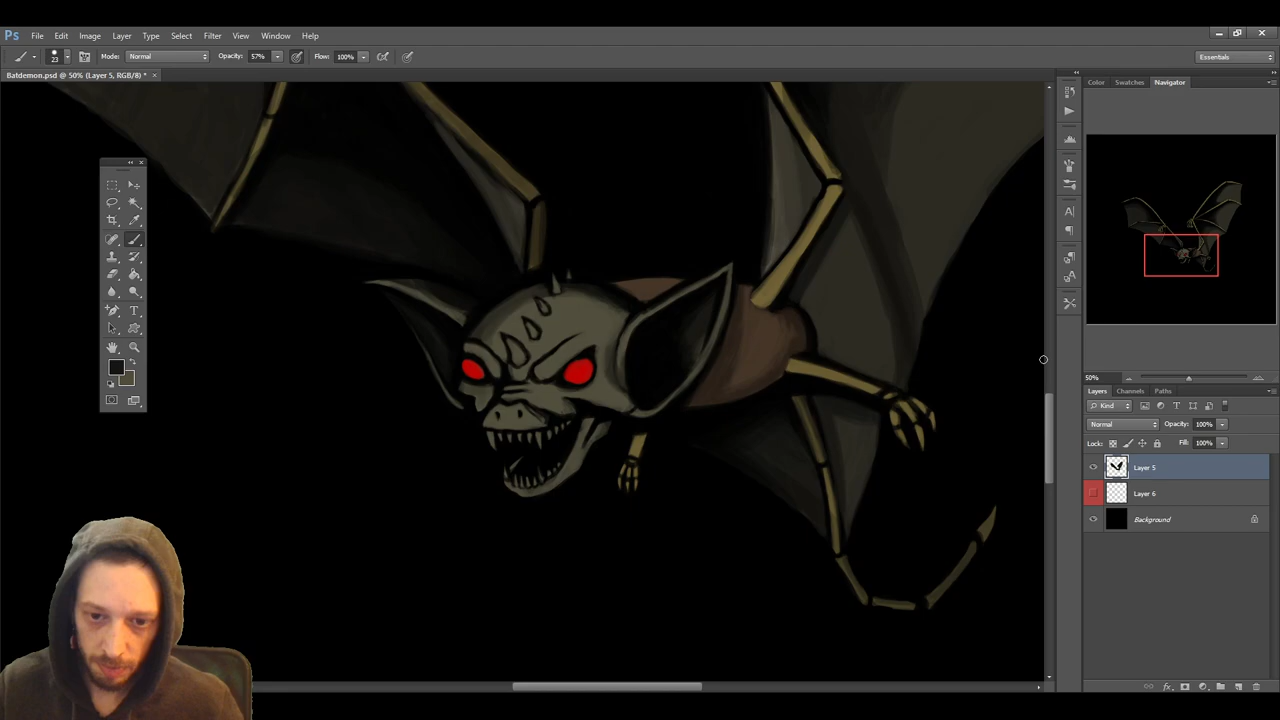 Ps File Edit Image Layer Type Select Filter View Window Help
23 Mode: Normal Opacity: 57% Flow: 100% Essentials
Batdemon.psd @ 50% (Layer 5, RGB/8) * ×
Color Swatches Navigator
50%
Layers Channels Paths
Kind
Normal Opacity: 100%
Lock: Fill: 100%
Layer 5
Layer 6
Background